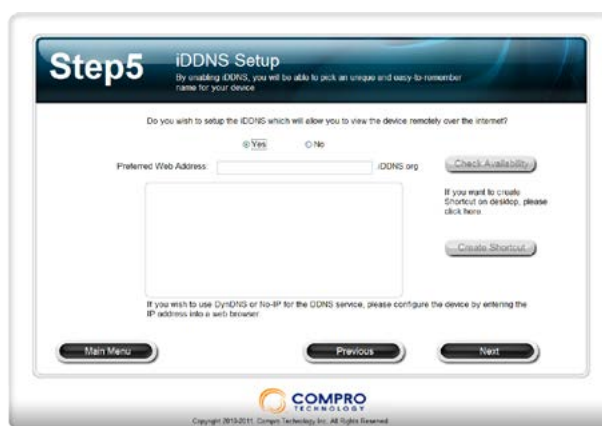 Step5
iDDNS Setup
By enabling iDDNS, you will be able to pick an unique and easy-to-remember
name for your device
Do you wish to setup the iDDNS which will allow you to view the device remotely over the internet?
Yes No
Preferred Web Address: iDDNS.org Check Availability
If you want to create
Shortcut on desktop, please
click here
Create Shortcut
If you wish to use DynDNS or No-IP for the DDNS service, please configure the device by entering the
IP address into a web browser
Main Menu Previous Next
COMPRO
TECHNOLOGY
Copyright 2010-2011, Compro Technology Inc. All Rights Reserved